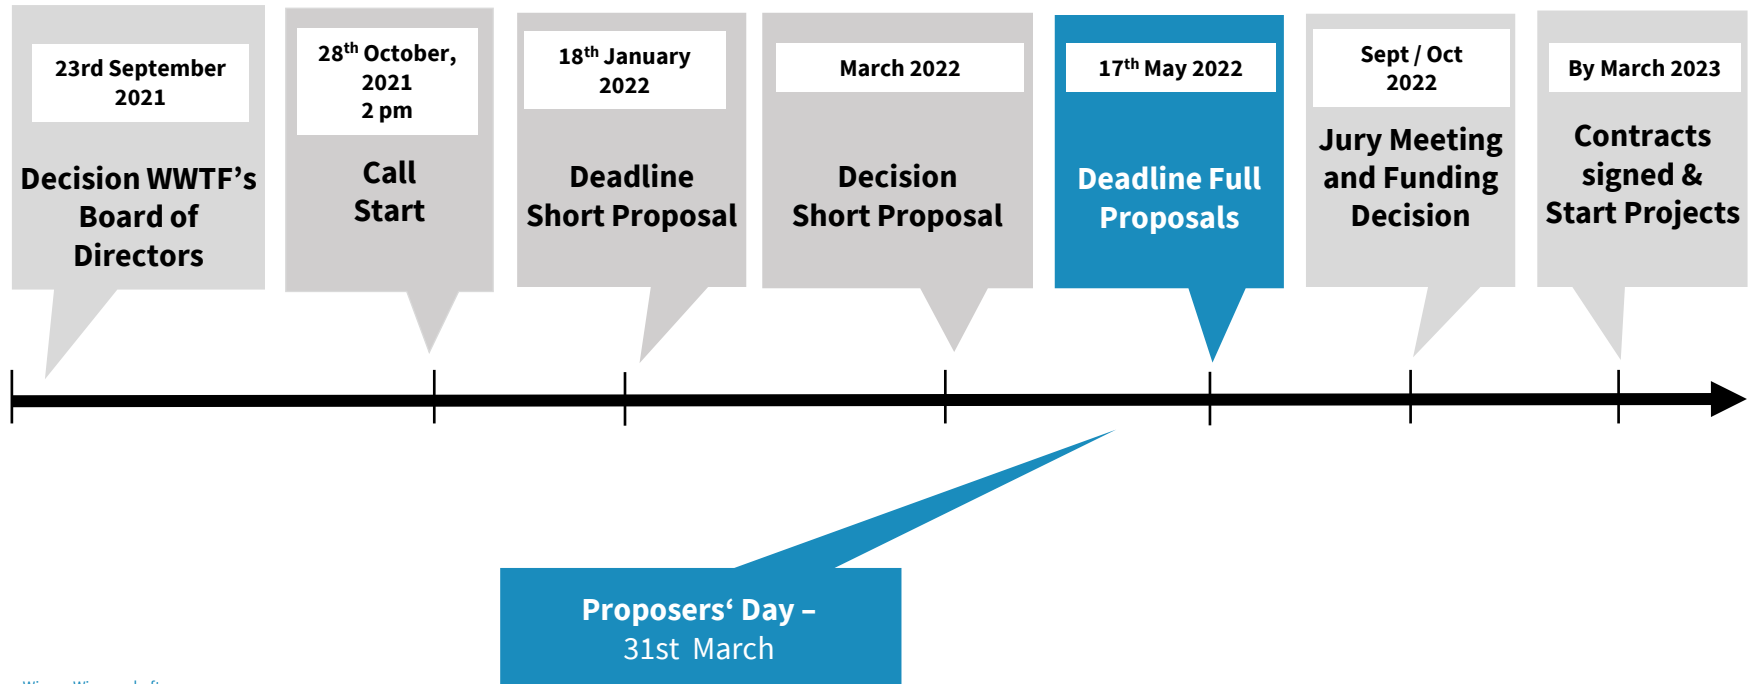 23rd September
2021
Decision WWTF’s
Board of
Directors
28th October,
2021
2 pm
Call
Start
18th January
2022
Deadline
Short Proposal
March 2022
Decision
Short Proposal
17th May 2022
Deadline Full
Proposals
Sept / Oct
2022
Jury Meeting
and Funding
Decision
By March 2023
Contracts
signed &
Start Projects
Proposers‘ Day –
31st March